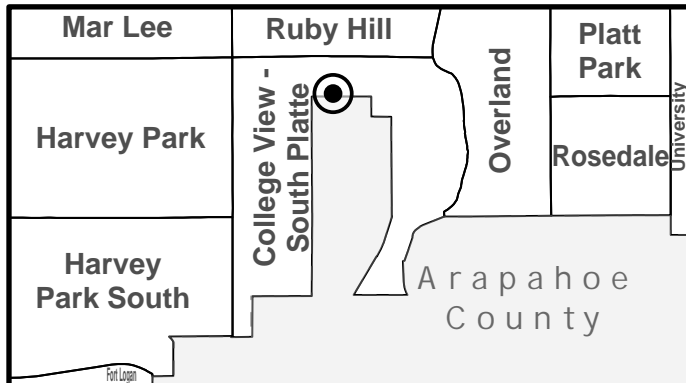 Mar Lee
Ruby Hill
Platt
Park
Overland
Harvey Park
College View -
South Platte
Rosedale
University
Harvey
Park South
Arapahoe
County
Fort Logan